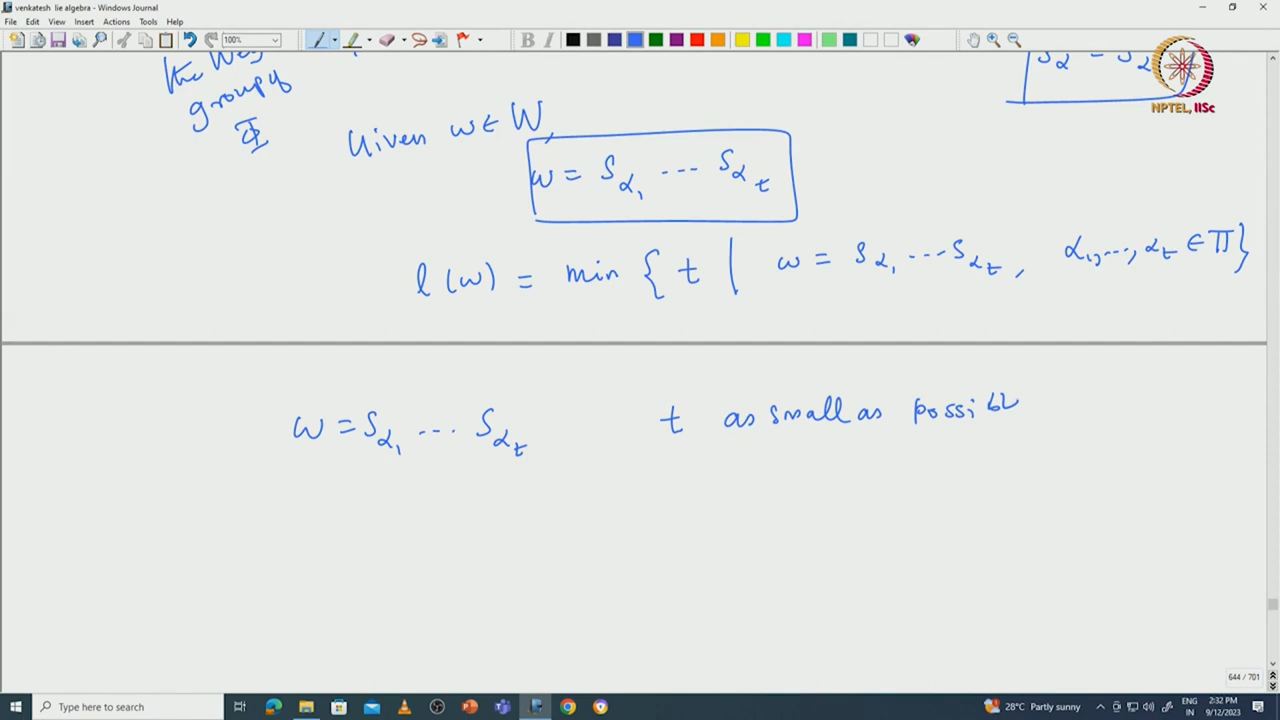 venkatesh lie algebra - Windows Journal
File Edit View Insert Actions Tools Help
100%
the
group of
Φ
NPTEL, IISc
Given w ∈ W,
w = S_{α_1} --- S_{α_t}
l(w) = min { t | w = S_{α_1} ... S_{α_t}, α_1, ..., α_t ∈ Π }
w = S_{α_1} ... S_{α_t} t as small as possibl
644 / 701
Type here to search
28°C Partly sunny
ENG
IN
2:32 PM
9/12/2023